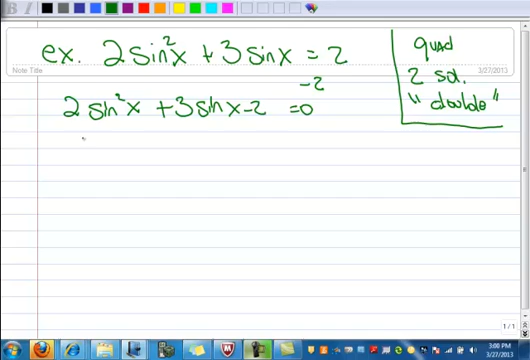 ex. 2sin²x + 3sinx = 2
-2
2sin²x + 3sinx-2 = 0
quad
2 sol.
"double"
Note Title
3/27/2013
1 / 1
3:00 PM
3/27/2013